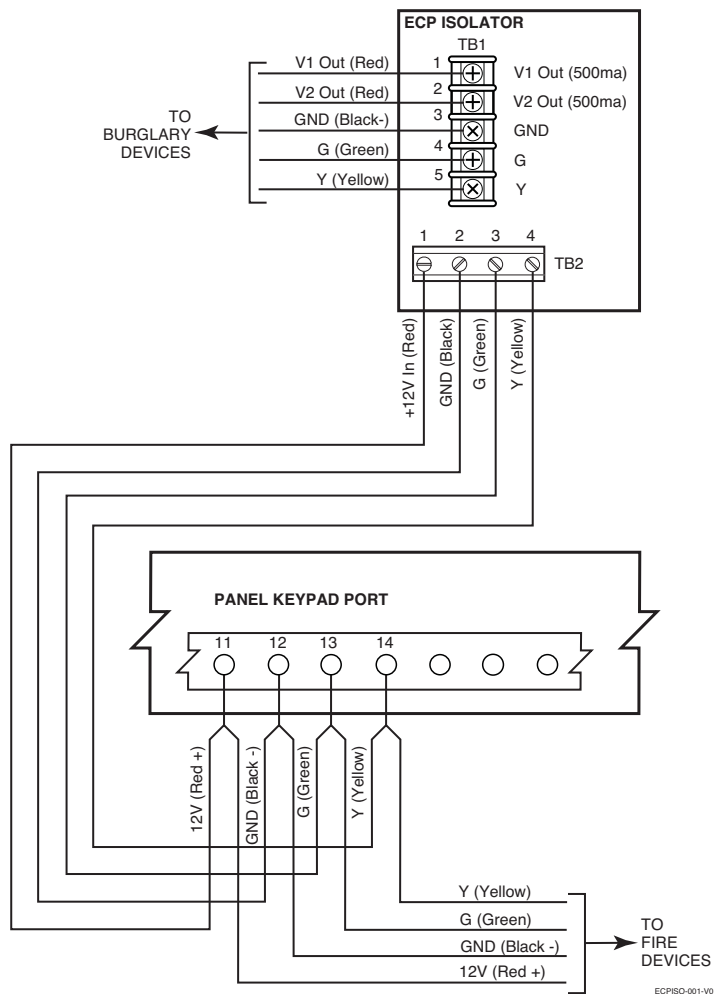 ECP ISOLATOR
TB1
V1 Out (Red)
1
V1 Out (500ma)
V2 Out (Red)
2
V2 Out (500ma)
GND (Black-)
3
GND
G (Green)
4
G
Y (Yellow)
5
Y
TO
BURGLARY
DEVICES
1 2 3 4
TB2
+12V In (Red)
GND (Black)
G (Green)
Y (Yellow)
PANEL KEYPAD PORT
11 12 13 14
12V (Red +)
GND (Black -)
G (Green)
Y (Yellow)
Y (Yellow)
G (Green)
GND (Black -)
12V (Red +)
TO
FIRE
DEVICES
ECPISO-001-V0